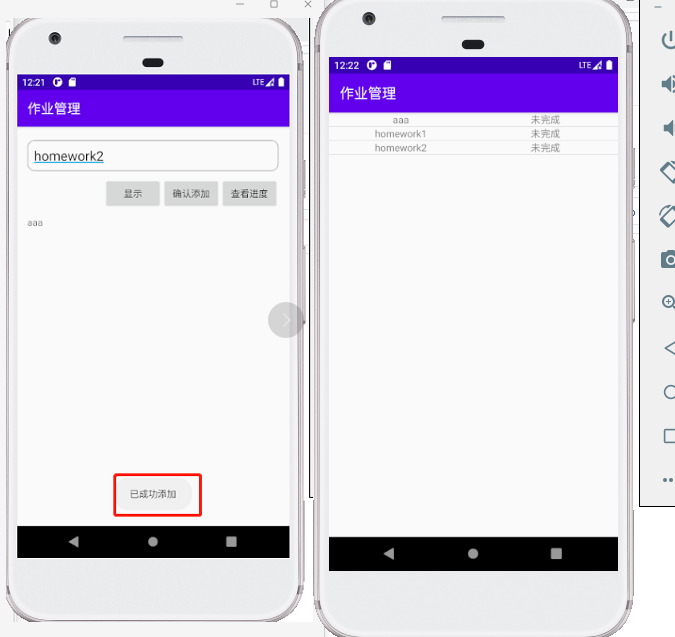 12:21 LTE
作业管理
homework2
显示 确认添加 查看进度
aaa
已成功添加
12:22 LTE
作业管理
aaa 未完成
homework1 未完成
homework2 未完成